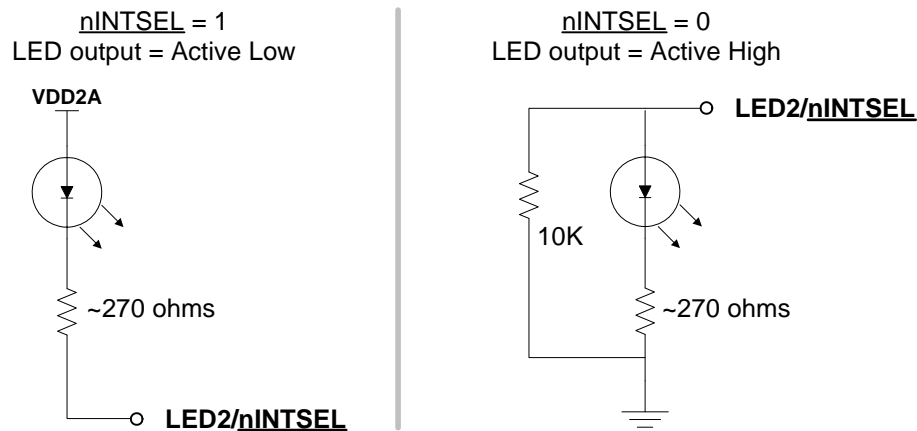 nINTSEL = 1
LED output = Active Low
VDD2A
~270 ohms
LED2/nINTSEL
nINTSEL = 0
LED output = Active High
LED2/nINTSEL
10K
~270 ohms